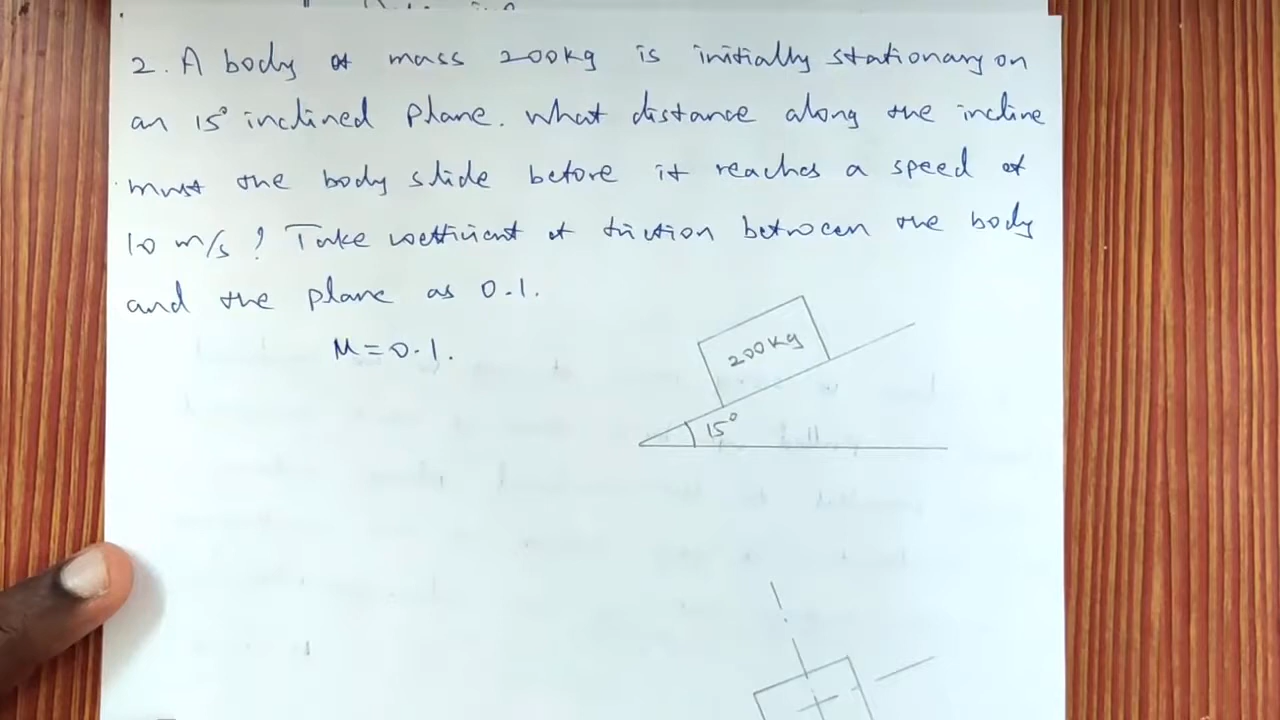 2. A body of mass 200kg is initially stationary on
an 15° inclined plane. What distance along the incline
must the body slide before it reaches a speed of
10 m/s? Take coefficient of friction between the body
and the plane as 0.1.
M=0.1.
200kg
15°